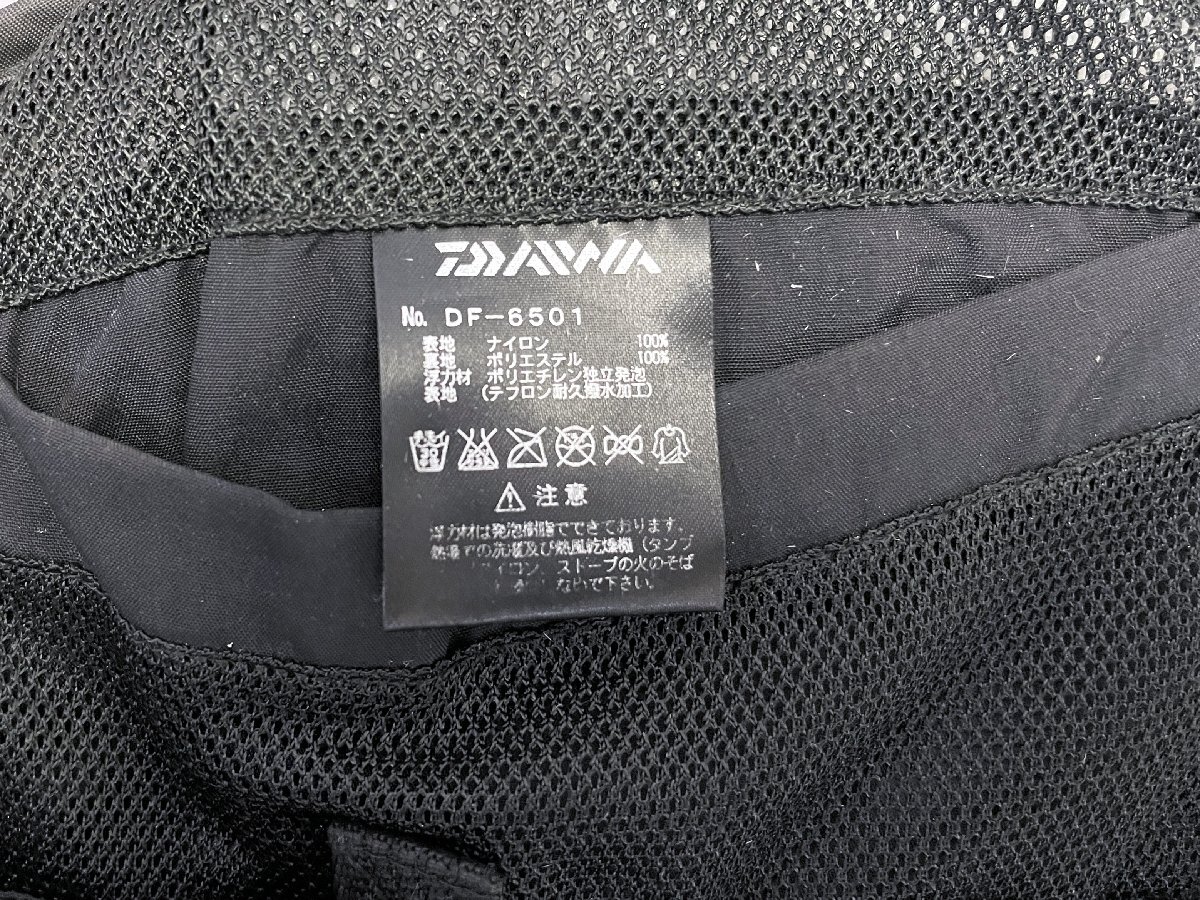 DAIWA
No. DF-6501
表地 ナイロン 100%
裏地 ポリエステル 100%
浮力材 ポリエチレン独立発泡
表地 (テフロン耐久撥水加工)
注意
浮力材は発泡樹脂でできております。
熱湯での洗濯及び熱風乾燥機(タンブ
イロン、ストーブの火のそば
ないで下さい。